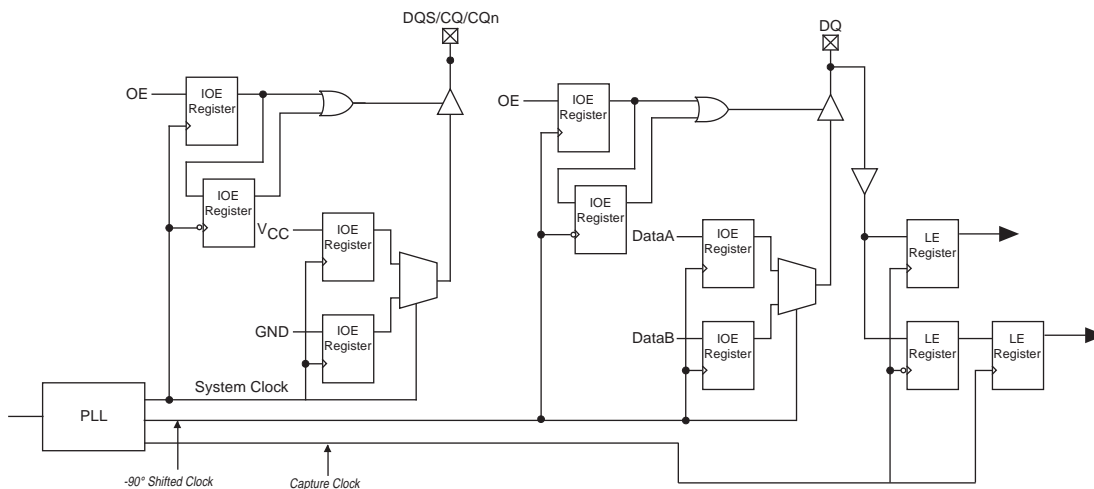 DQS/CQ/CQn
DQ
OE
IOE
Register
OE
IOE
Register
IOE
Register
IOE
Register
VCC
IOE
Register
DataA
IOE
Register
LE
Register
GND
IOE
Register
DataB
IOE
Register
LE
Register
LE
Register
System Clock
PLL
-90° Shifted Clock
Capture Clock